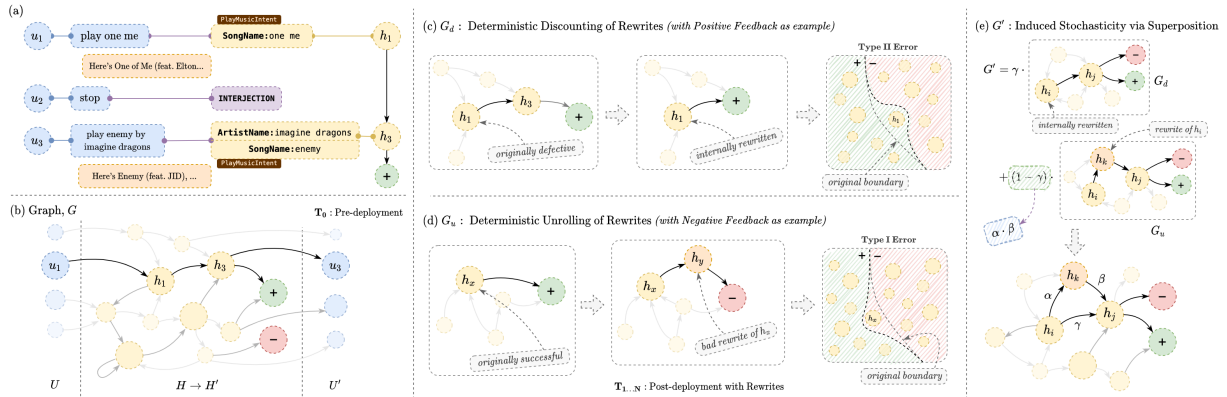 (a)
PlayMusicIntent
u1 play one me SongName:one me h1
Here's One of Me (feat. Elton...
u2 stop INTERJECTION
u3 play enemy by imagine dragons ArtistName:imagine dragons SongName:enemy h3
PlayMusicIntent
Here's Enemy (feat. JID), ...
+
(b) Graph, G
T0 : Pre-deployment
u1 h1 h3 u3
+
−
U H → H′ U′
(c) Gd : Deterministic Discounting of Rewrites (with Positive Feedback as example)
Type II Error
+ −
h1 h3 +
originally defective
h1 +
internally rewritten
h1
original boundary
(d) Gu : Deterministic Unrolling of Rewrites (with Negative Feedback as example)
Type I Error
+ −
hx +
originally successful
hx hy −
bad rewrite of hx
hx
original boundary
T1...N : Post-deployment with Rewrites
(e) G′ : Induced Stochasticity via Superposition
G′ = γ ·
hi hj − +
Gd
internally rewritten
rewrite of hi
+ (1 − γ) ·
hk hj hi − +
Gu
α · β
hk
α β
hi γ hj
−
+